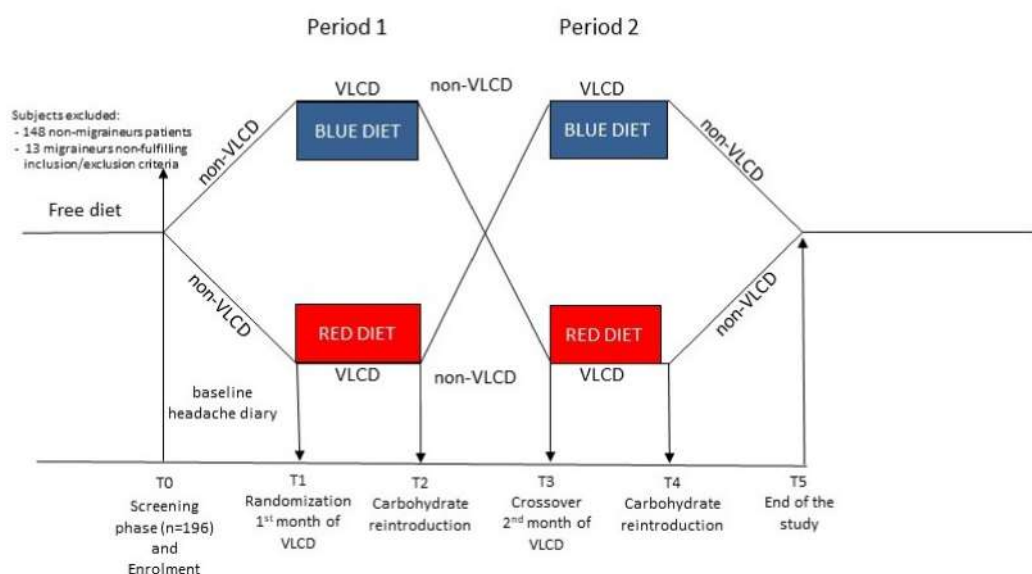 Period 1
Period 2
VLCD
non-VLCD
VLCD
Subjects excluded:
- 148 non-migraineurs patients
- 13 migraineurs non-fulfilling
inclusion/exclusion criteria
BLUE DIET
BLUE DIET
non-VLCD
non-VLCD
Free diet
non-VLCD
non-VLCD
RED DIET
RED DIET
VLCD
non-VLCD
VLCD
baseline
headache diary
T0
Screening
phase (n=196)
and
Enrolment
T1
Randomization
1st month of
VLCD
T2
Carbohydrate
reintroduction
T3
Crossover
2nd month of
VLCD
T4
Carbohydrate
reintroduction
T5
End of the
study